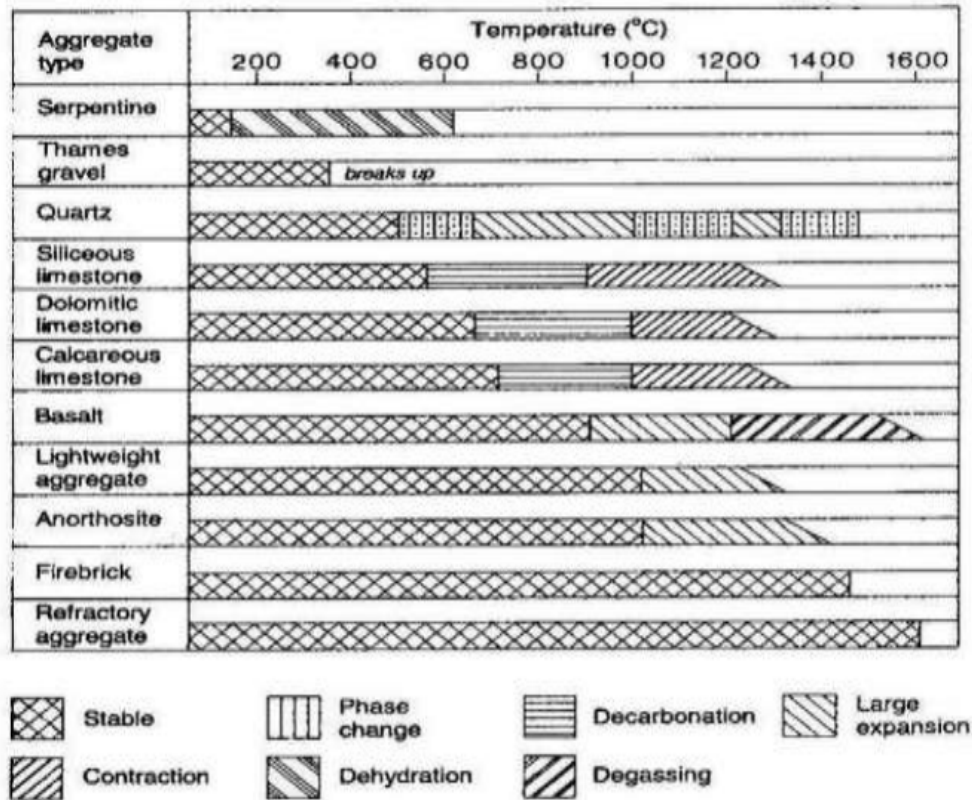 Aggregate
type
Temperature (°C)
200 400 600 800 1000 1200 1400 1600
Serpentine
Thames
gravel
breaks up
Quartz
Siliceous
limestone
Dolomitic
limestone
Calcareous
limestone
Basalt
Lightweight
aggregate
Anorthosite
Firebrick
Refractory
aggregate
Stable
Phase
change
Decarbonation
Large
expansion
Contraction
Dehydration
Degassing